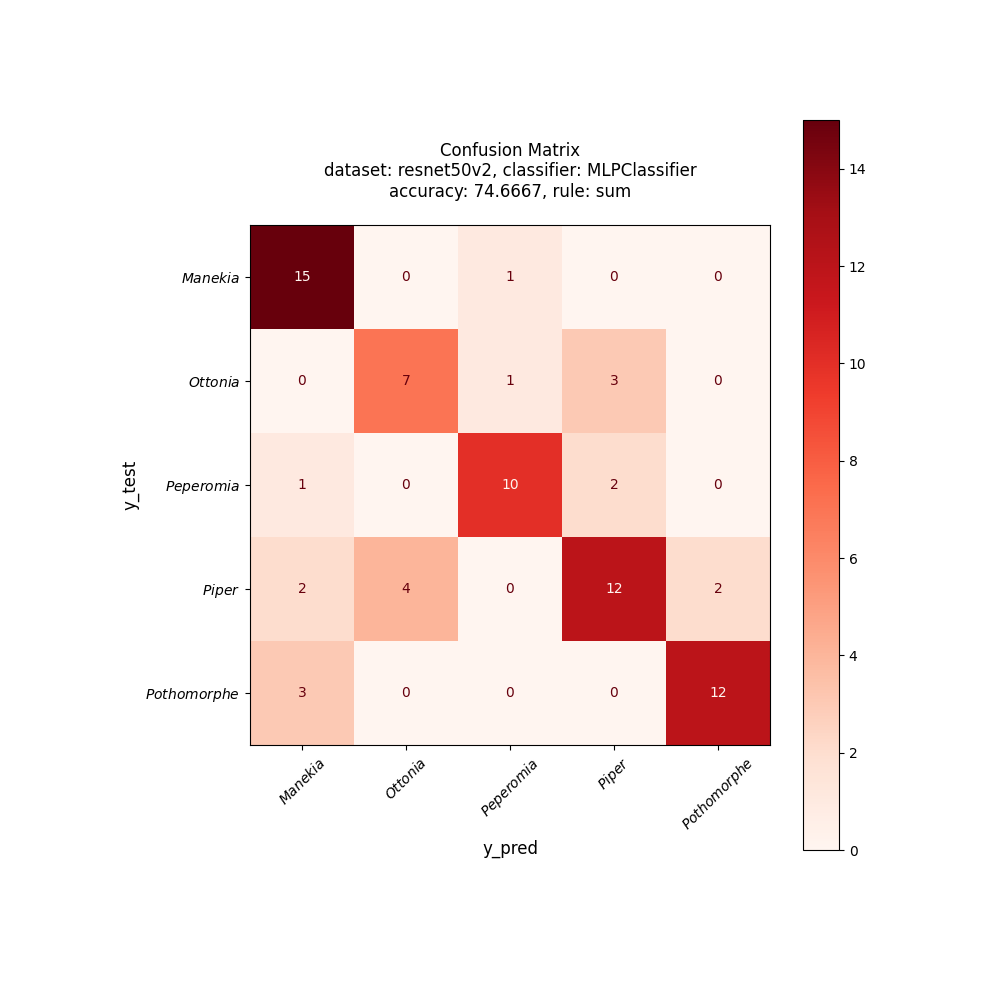 Confusion Matrix
dataset: resnet50v2, classifier: MLPClassifier
accuracy: 74.6667, rule: sum
y_test
Manekia 15 0 1 0 0
Ottonia 0 7 1 3 0
Peperomia 1 0 10 2 0
Piper 2 4 0 12 2
Pothomorphe 3 0 0 0 12
Manekia Ottonia Peperomia Piper Pothomorphe
y_pred
14
12
10
8
6
4
2
0